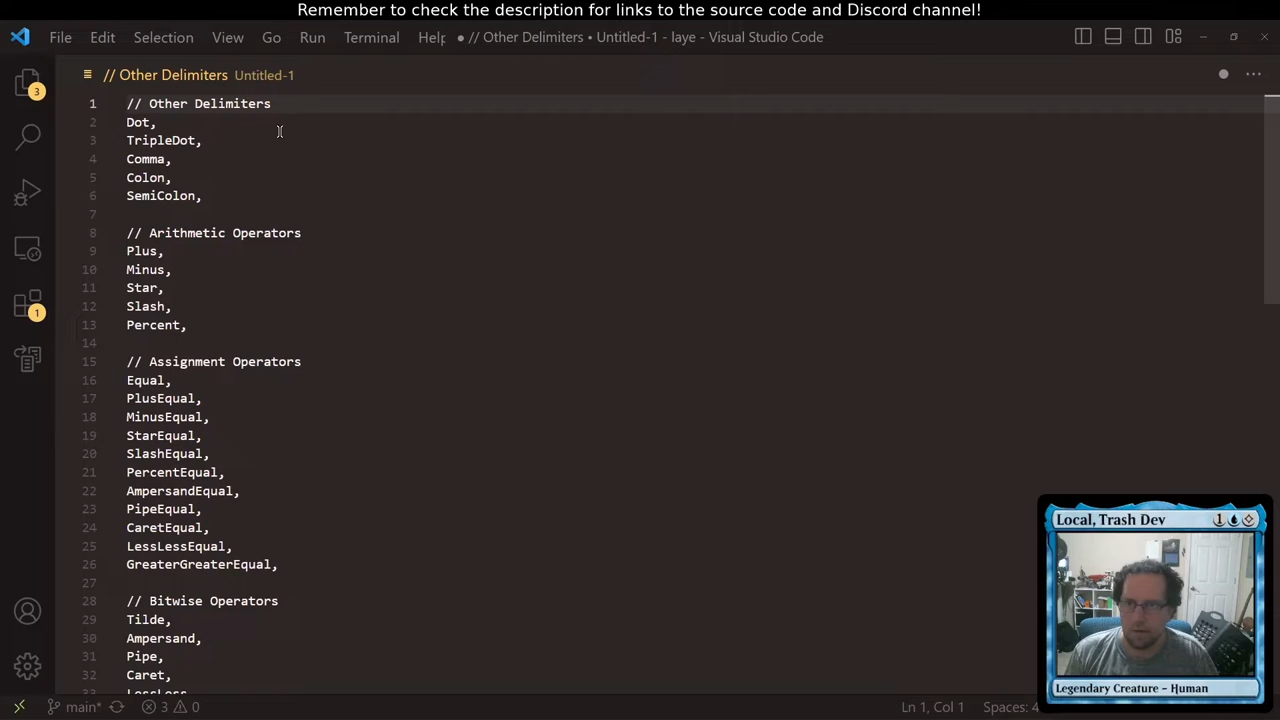 Remember to check the description for links to the source code and Discord channel!
File Edit Selection View Go Run Terminal Help ● // Other Delimiters • Untitled-1 - laye - Visual Studio Code
// Other Delimiters Untitled-1
1 // Other Delimiters
2 Dot,
3 TripleDot,
4 Comma,
5 Colon,
6 SemiColon,
7
8 // Arithmetic Operators
9 Plus,
10 Minus,
11 Star,
12 Slash,
13 Percent,
14
15 // Assignment Operators
16 Equal,
17 PlusEqual,
18 MinusEqual,
19 StarEqual,
20 SlashEqual,
21 PercentEqual,
22 AmpersandEqual,
23 PipeEqual,
24 CaretEqual,
25 LessLessEqual,
26 GreaterGreaterEqual,
27
28 // Bitwise Operators
29 Tilde,
30 Ampersand,
31 Pipe,
32 Caret,
33 LessLess
3
1
Local, Trash Dev 1
Legendary Creature – Human
main* 3 0 Ln 1, Col 1 Spaces: 4